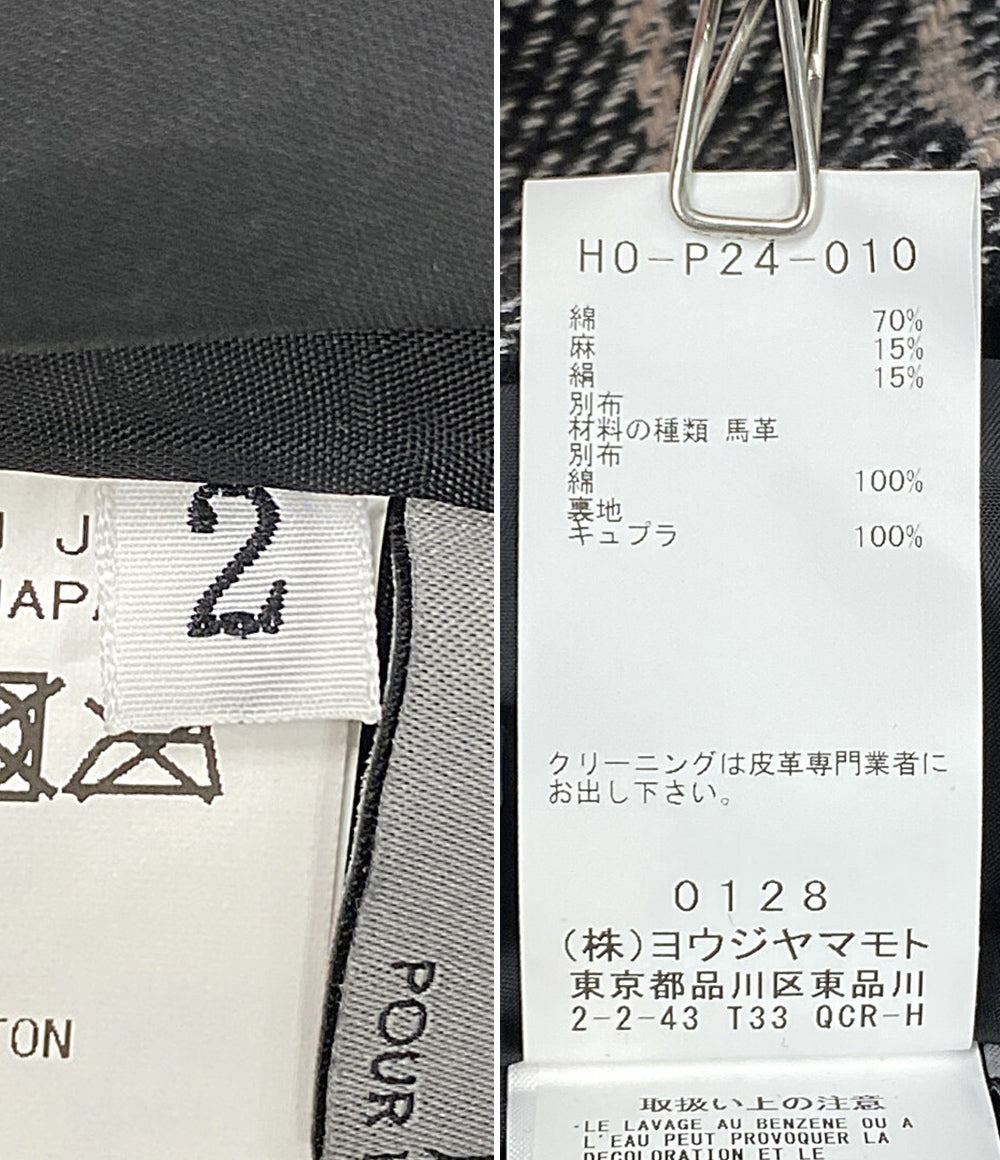 J
JAP
2
TON
POUR
HO-P24-010
綿 70%
麻 15%
絹 15%
別布
材料の種類 馬革
別布
綿 100%
裏地
キュプラ 100%
クリーニングは皮革専門業者に
お出し下さい。
0128
(株)ヨウジヤマモト
東京都品川区東品川
2-2-43 T33 QCR-H
取扱い上の注意
-LE LAVAGE AU BENZENE OU A
L'EAU PEUT PROVOQUER LA
DECOLORATION ET LE